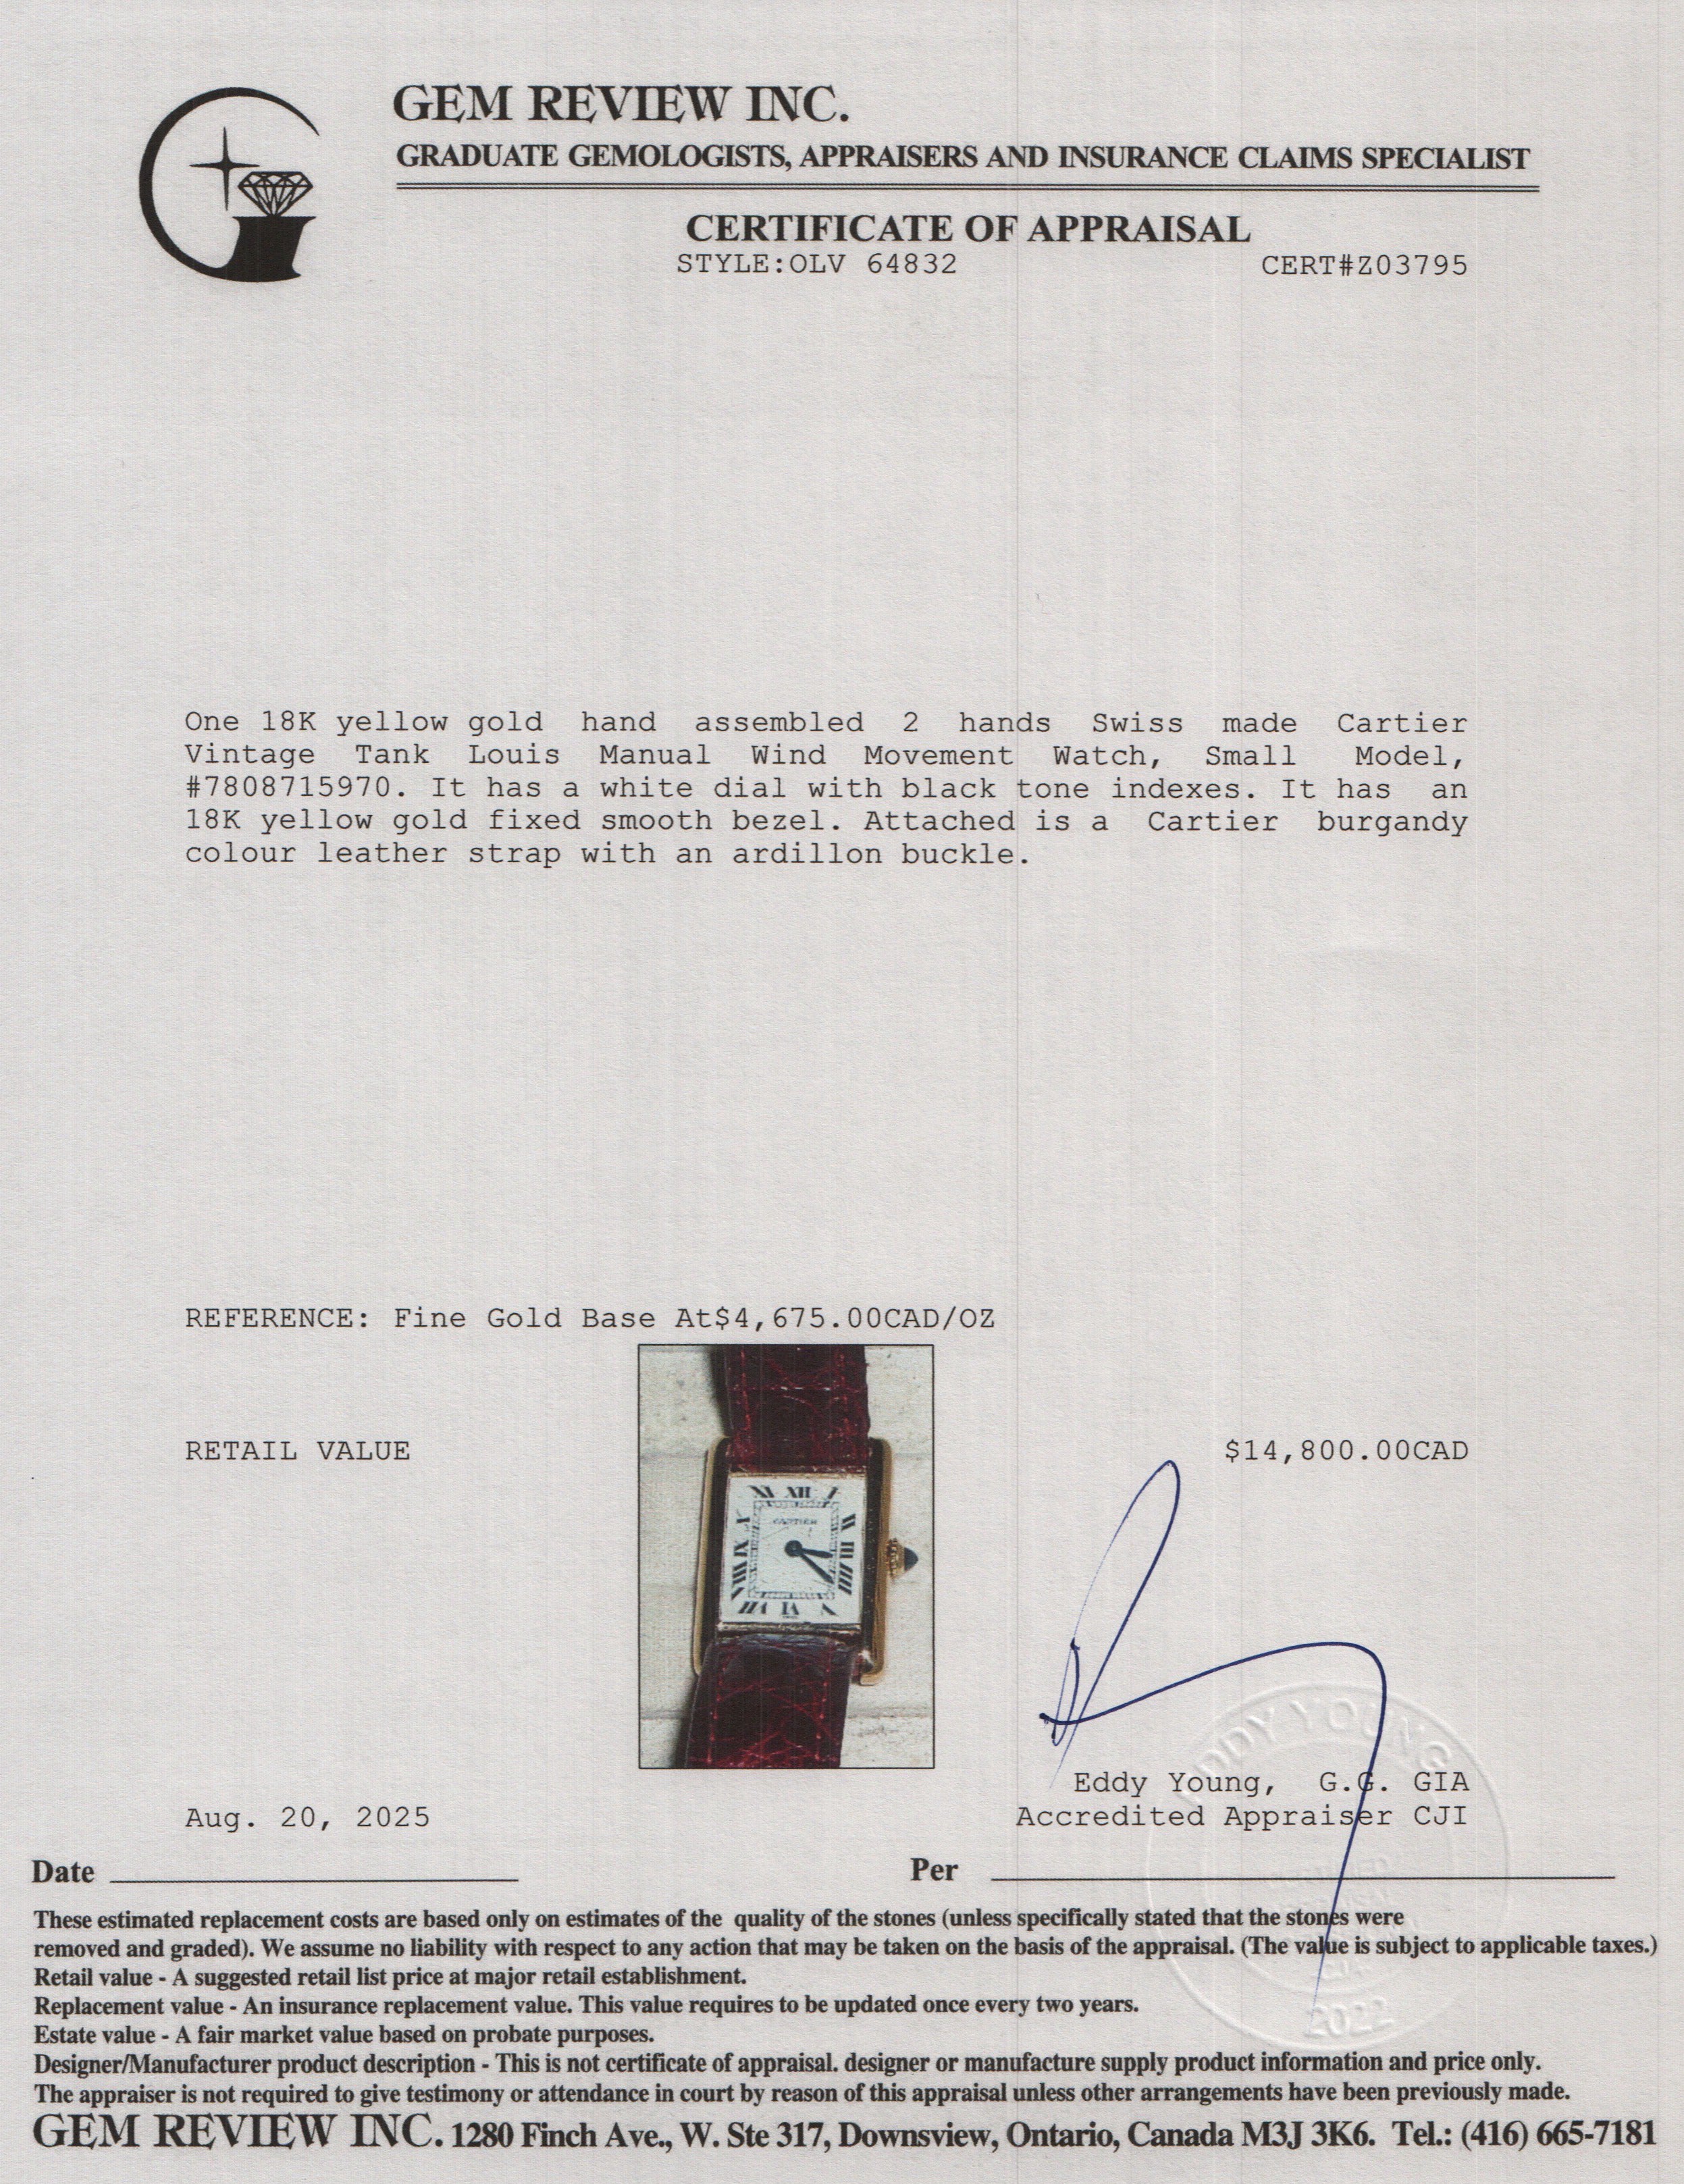 GEM REVIEW INC.
GRADUATE GEMOLOGISTS, APPRAISERS AND INSURANCE CLAIMS SPECIALIST
CERTIFICATE OF APPRAISAL
STYLE:OLV 64832 CERT#Z03795
One 18K yellow gold hand assembled 2 hands Swiss made Cartier
Vintage Tank Louis Manual Wind Movement Watch, Small Model,
#7808715970. It has a white dial with black tone indexes. It has an
18K yellow gold fixed smooth bezel. Attached is a Cartier burgandy
colour leather strap with an ardillon buckle.
REFERENCE: Fine Gold Base At$4,675.00CAD/OZ
RETAIL VALUE $14,800.00CAD
XI XII I
X II
IX III
VIII IIII
VII VI V
CARTIER
EDDY YOUNG
Eddy Young, G.G. GIA
Aug. 20, 2025 Accredited Appraiser CJI
Date Per
2022
These estimated replacement costs are based only on estimates of the quality of the stones (unless specifically stated that the stones were
removed and graded). We assume no liability with respect to any action that may be taken on the basis of the appraisal. (The value is subject to applicable taxes.)
Retail value - A suggested retail list price at major retail establishment.
Replacement value - An insurance replacement value. This value requires to be updated once every two years.
Estate value - A fair market value based on probate purposes.
Designer/Manufacturer product description - This is not certificate of appraisal. designer or manufacture supply product information and price only.
The appraiser is not required to give testimony or attendance in court by reason of this appraisal unless other arrangements have been previously made.
GEM REVIEW INC. 1280 Finch Ave., W. Ste 317, Downsview, Ontario, Canada M3J 3K6. Tel.: (416) 665-7181